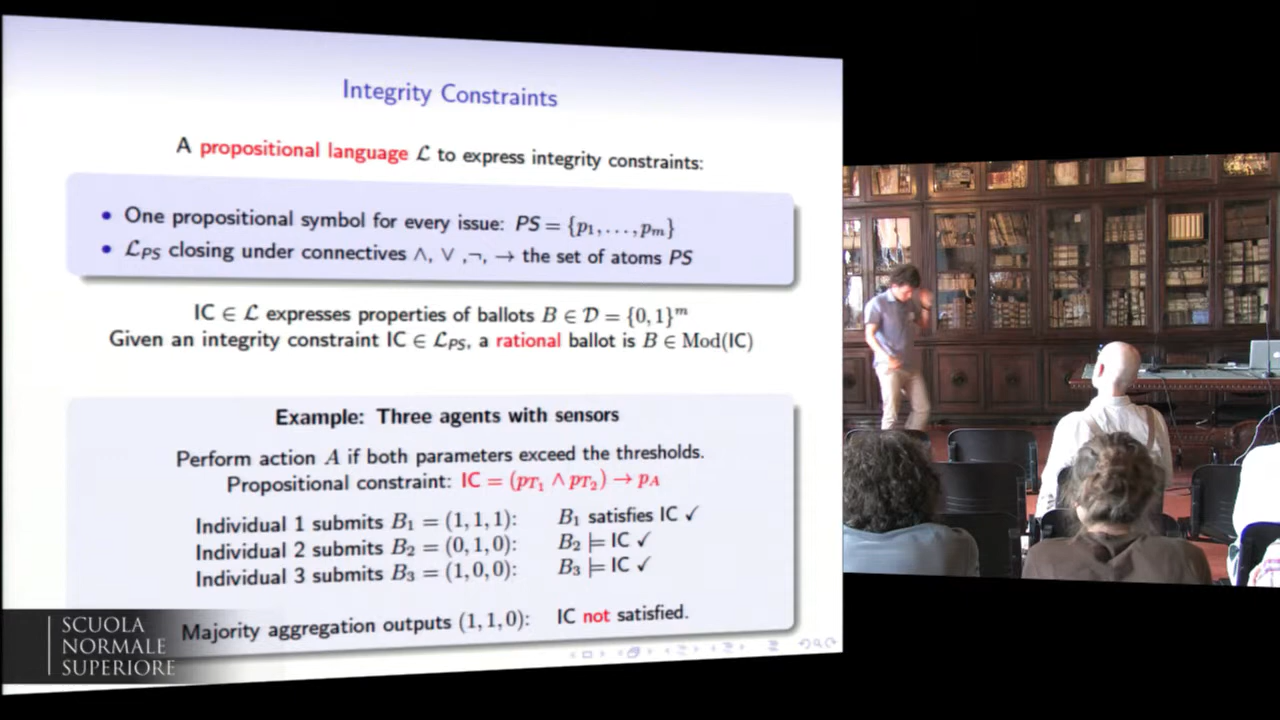 Integrity Constraints
A propositional language ℒ to express integrity constraints:
• One propositional symbol for every issue: PS = {p₁,...,pₘ}
• ℒ_PS closing under connectives ∧, ∨ ,¬, → the set of atoms PS
IC ∈ ℒ expresses properties of ballots B ∈ 𝒟 = {0,1}ᵐ
Given an integrity constraint IC ∈ ℒ_PS, a rational ballot is B ∈ Mod(IC)
Example: Three agents with sensors
Perform action A if both parameters exceed the thresholds.
Propositional constraint: IC = (p_T₁ ∧ p_T₂) → p_A
Individual 1 submits B₁ = (1,1,1): B₁ satisfies IC ✓
Individual 2 submits B₂ = (0,1,0): B₂ ⊨ IC ✓
Individual 3 submits B₃ = (1,0,0): B₃ ⊨ IC ✓
Majority aggregation outputs (1,1,0): IC not satisfied.
SCUOLA
NORMALE
SUPERIORE